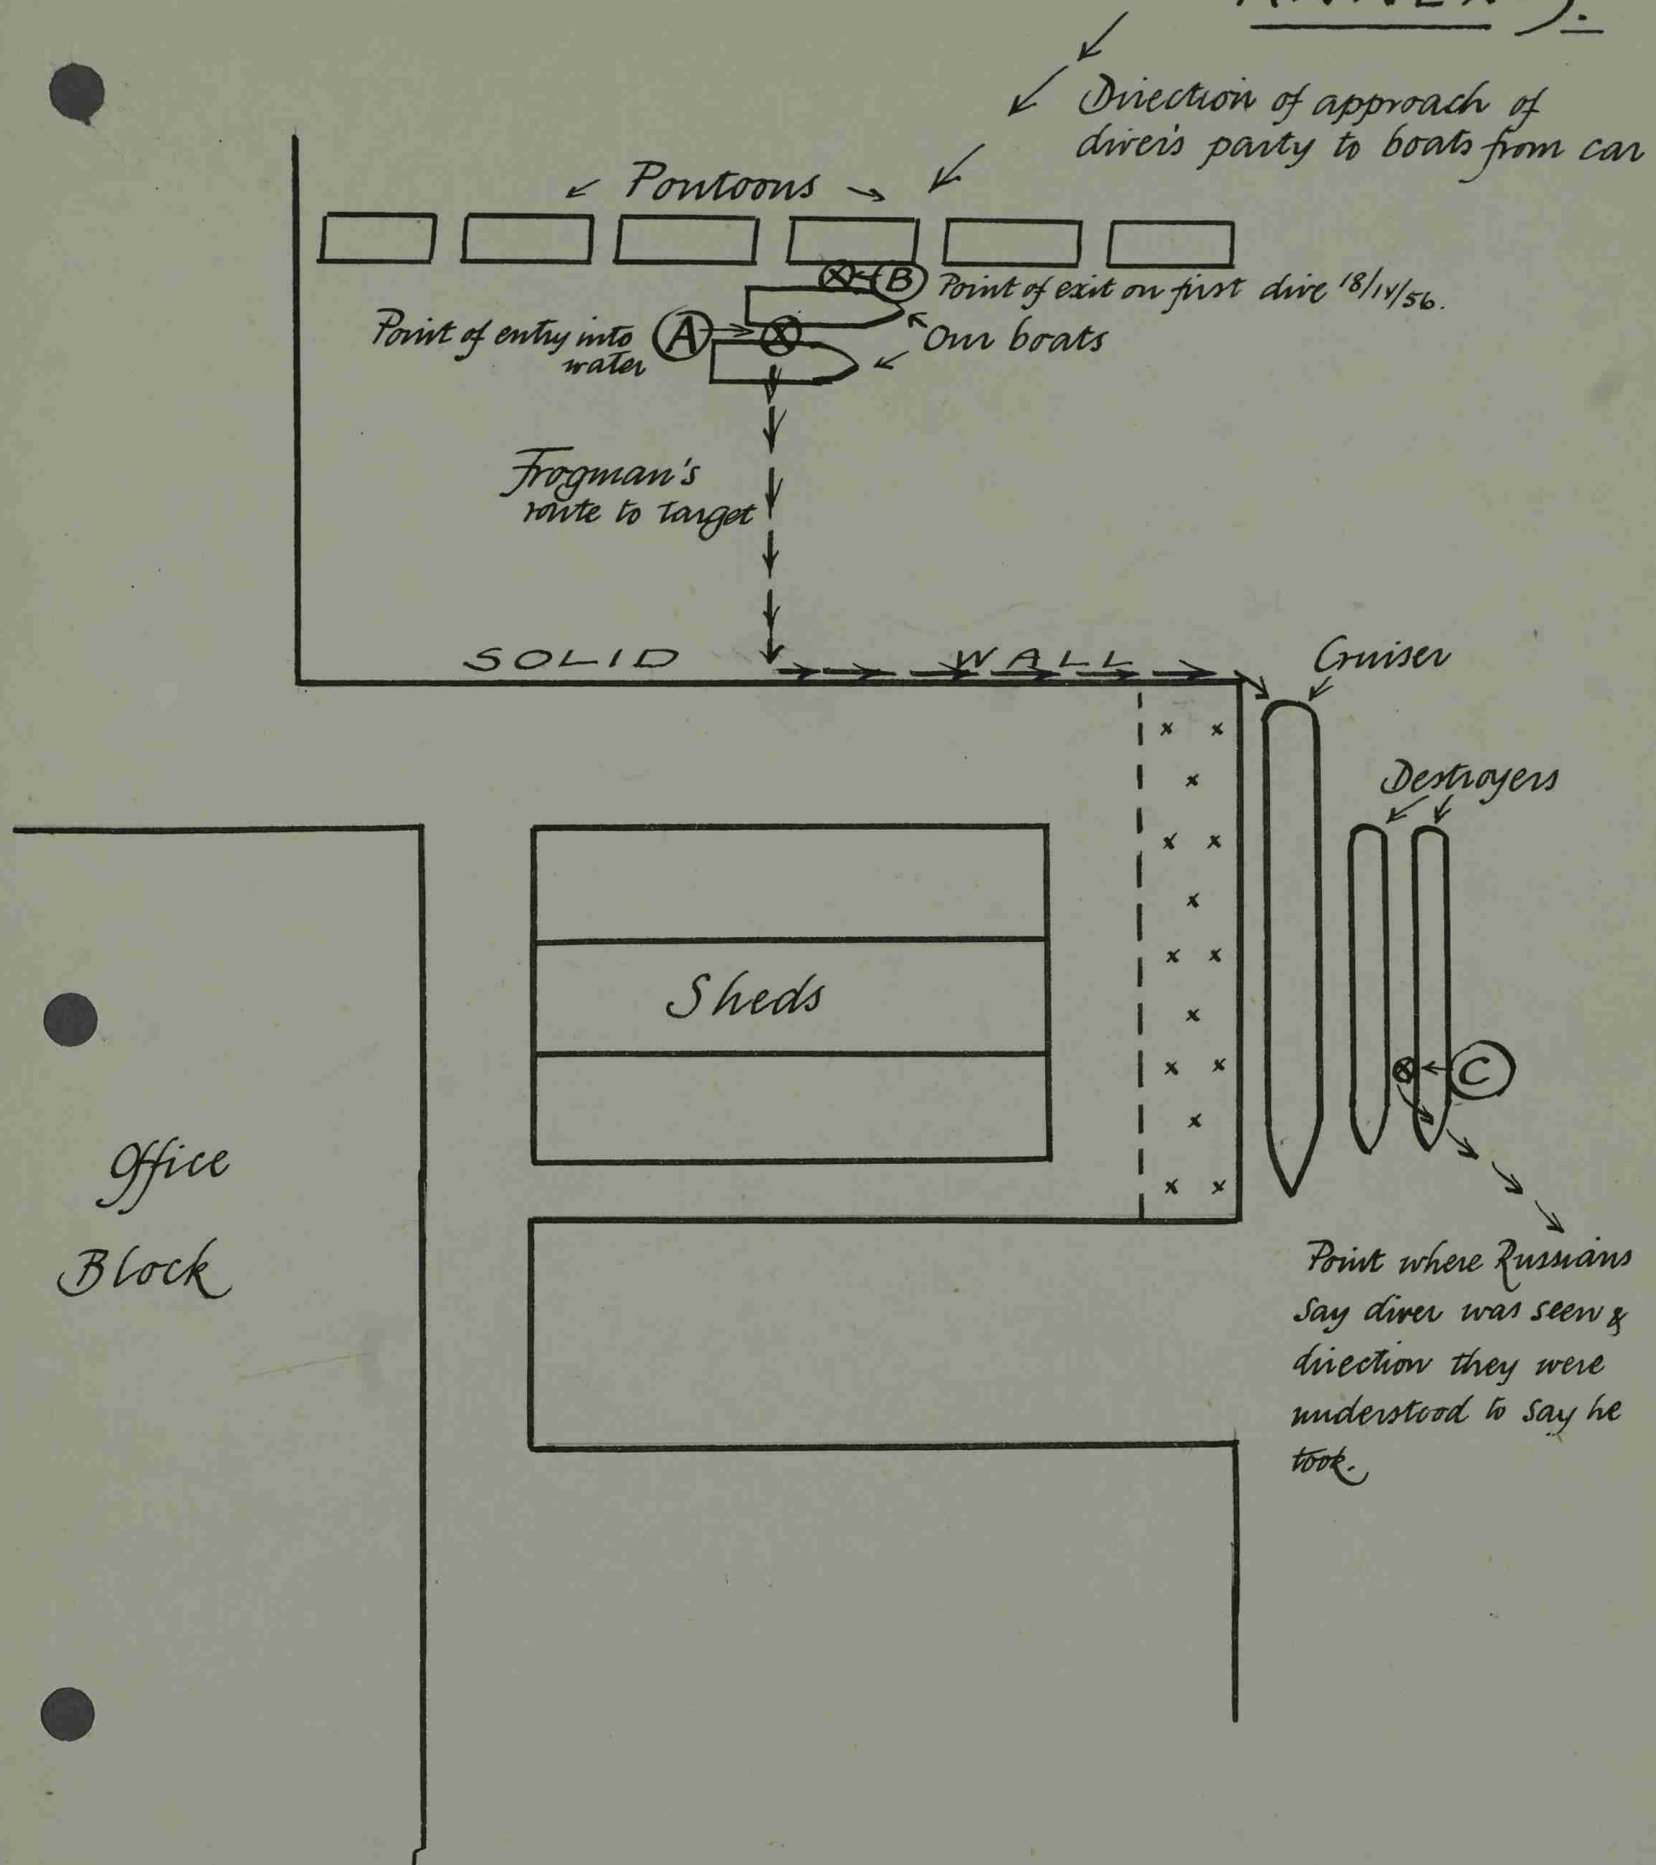 ANNEX
Direction of approach of
diver's party to boats from car
Pontoons
B Point of exit on first dive 18/IV/56.
Point of entry into A
water
Our boats
Frogman's
route to target
SOLID WALL
Cruiser
Destroyers
Sheds
C
Office
Block
Point where Russians
say diver was seen &
direction they were
understood to say he
took.